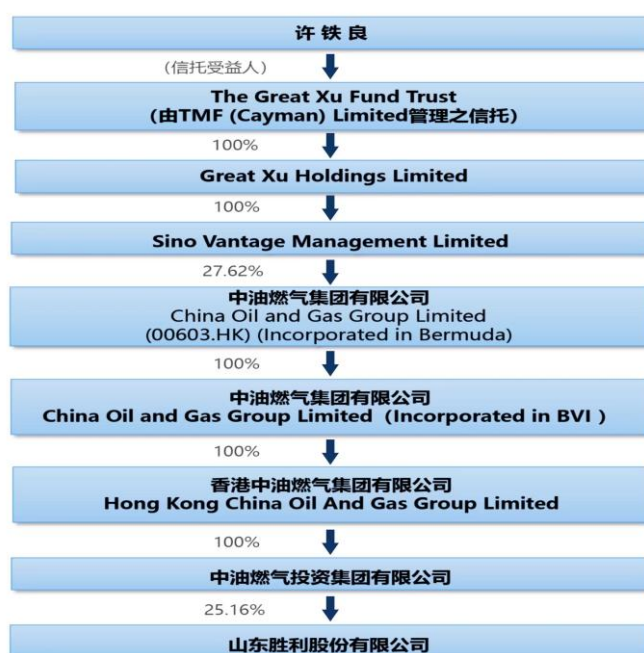 许 铁 良
(信托受益人)
The Great Xu Fund Trust
(由TMF (Cayman) Limited管理之信托)
100%
Great Xu Holdings Limited
100%
Sino Vantage Management Limited
27.62%
中油燃气集团有限公司
China Oil and Gas Group Limited
(00603.HK) (Incorporated in Bermuda)
100%
中油燃气集团有限公司
China Oil and Gas Group Limited (Incorporated in BVI )
100%
香港中油燃气集团有限公司
Hong Kong China Oil And Gas Group Limited
100%
中油燃气投资集团有限公司
25.16%
山东胜利股份有限公司